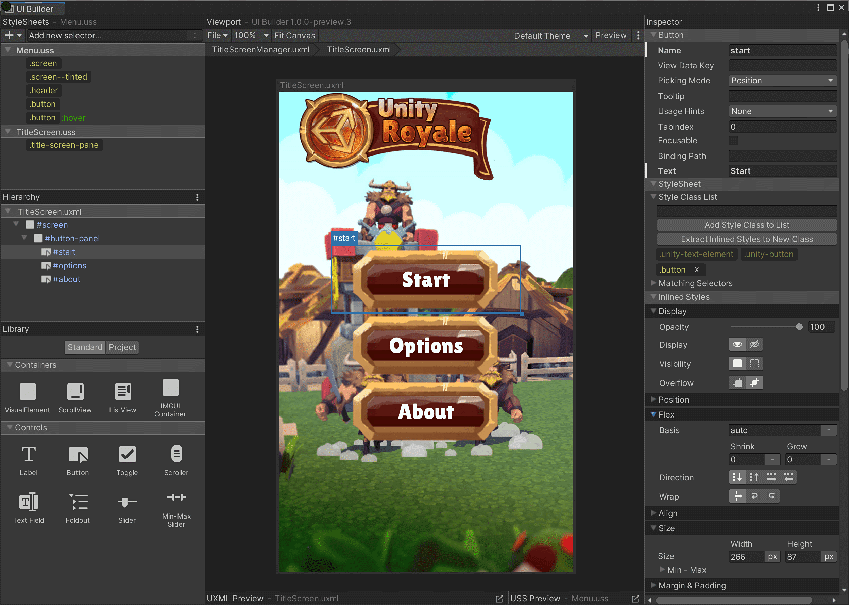 UI Builder
StyleSheets - Menu.uss
Add new selector...
Menu.uss
.screen
.screen--tinted
.header
.button
.button :hover
TitleScreen.uss
.title-screen-pane
Hierarchy
TitleScreen.uxml
#screen
#button-panel
#start
#options
#about
Library
Standard Project
Containers
VisualElement ScrollView List View IMGUI Container
Controls
Label Button Toggle Scroller
Text Field Foldout Slider Min-Max Slider
Viewport - UI Builder 1.0.0-preview.3
File 100% Fit Canvas Default Theme Preview
TitleScreenManager.uxml TitleScreen.uxml
TitleScreen.uxml
Unity
Royale
#start
Start
Options
About
UXML Preview - TitleScreen.uxml USS Preview - Menu.uss
Inspector
Button
Name start
View Data Key
Picking Mode Position
Tooltip
Usage Hints None
TabIndex 0
Focusable
Binding Path
Text Start
StyleSheet
Style Class List
Add Style Class to List
Extract Inlined Styles to New Class
.unity-text-element .unity-button
.button X
Matching Selectors
Inlined Styles
Display
Opacity 100
Display
Visibility
Overflow
Position
Flex
Basis auto
Shrink Grow
0 0
Direction
Wrap
Align
Size
Width Height
Size 266 px 87 px
Min - Max
Margin & Padding